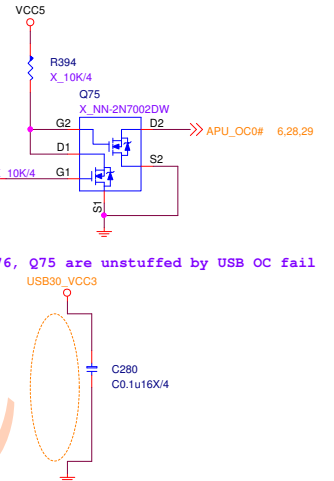 VCC5
R394
X_10K/4
Q75
X_NN-2N7002DW
G2
D2
APU_OC0# 6,28,29
D1
S2
10K/4
G1
S1
76, Q75 are unstuffed by USB OC fail
USB30_VCC3
C280
C0.1u16X/4